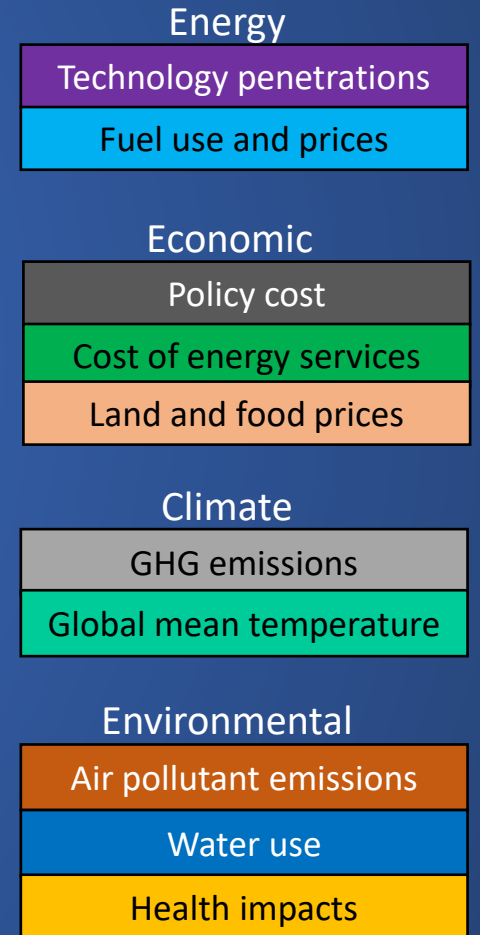 Energy
Technology penetrations
Fuel use and prices
Economic
Policy cost
Cost of energy services
Land and food prices
Climate
GHG emissions
Global mean temperature
Environmental
Air pollutant emissions
Water use
Health impacts